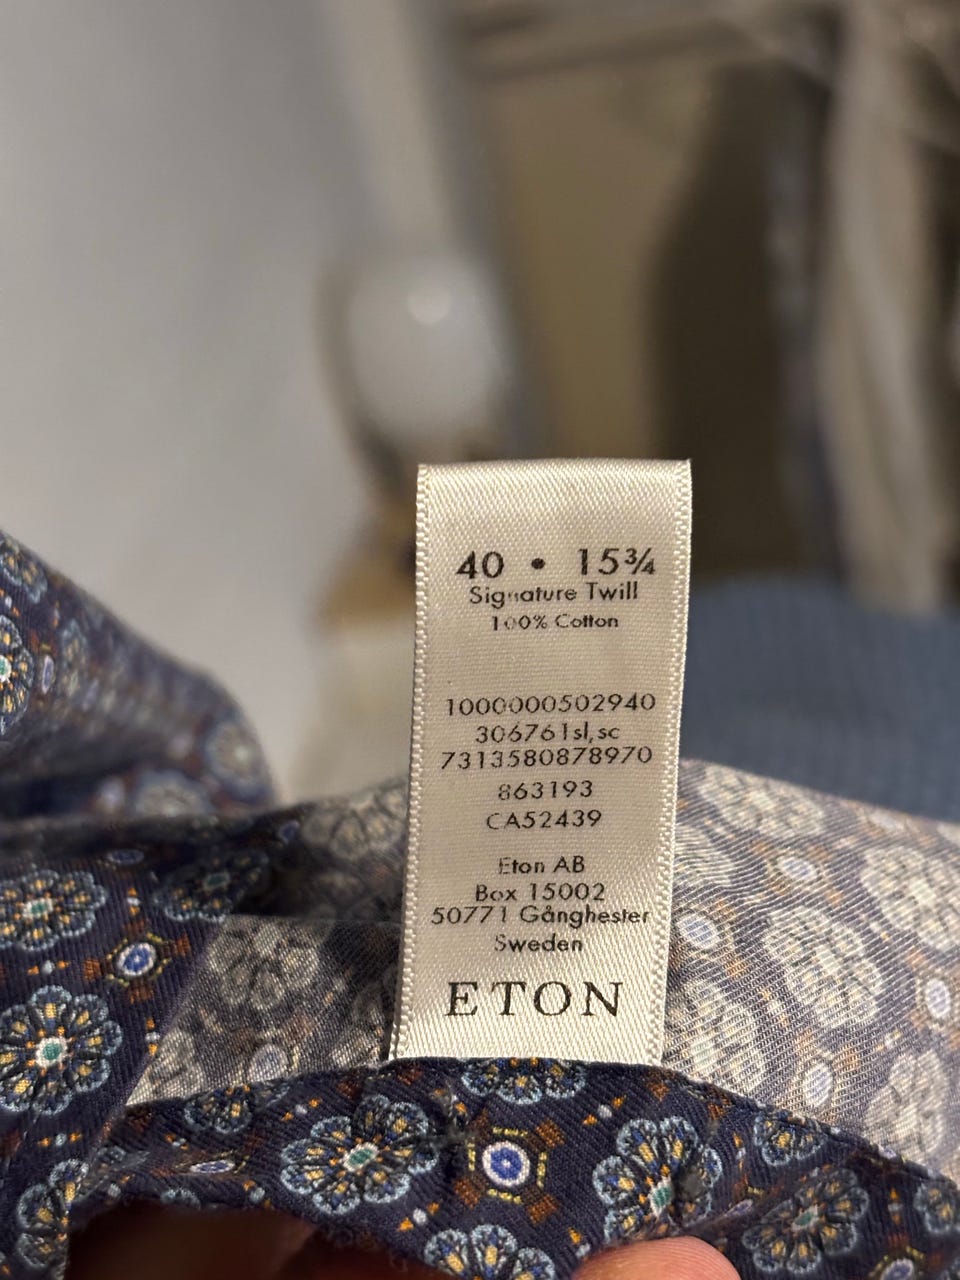 40 • 15¾
Signature Twill
100% Cotton
1000000502940
306761sl,sc
7313580878970
863193
CA52439
Eton AB
Box 15002
50771 Gånghester
Sweden
ETON